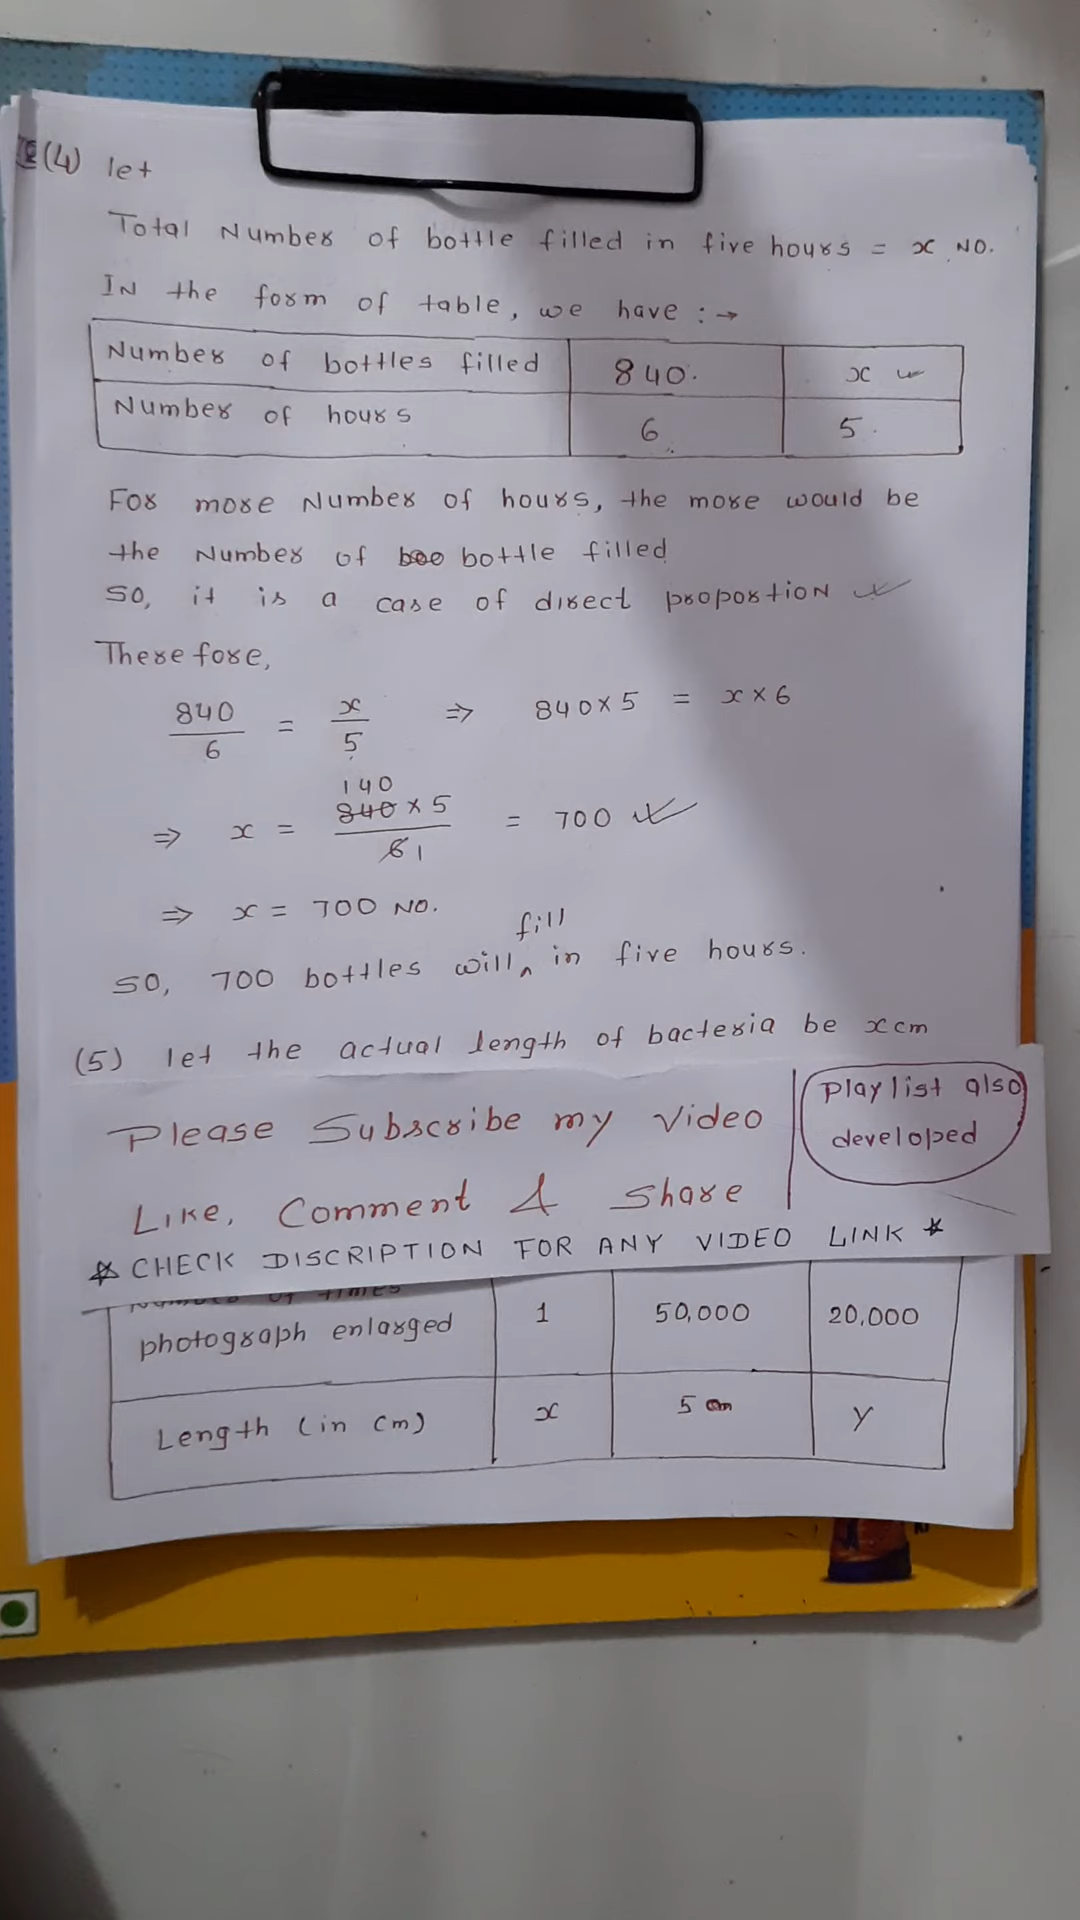 (4) let
Total Number of bottle filled in five hours = x NO.
IN the form of table, we have : →
Number of bottles filled 840. x
Number of hours 6 5.
For more Number of hours, the more would be
the Number of boo bottle filled
so, it is a case of direct proportion
Therefore,
840/6 = x/5 ⇒ 840 x 5 = x x 6
140
⇒ x = 840 x 5 / 6 1 = 700
⇒ x = 700 NO.
fill
so, 700 bottles will ^ in five hours.
(5) let the actual length of bacteria be x cm
Please Subscribe my video
Playlist also
developed
Like, Comment & Share
* CHECK DISCRIPTION FOR ANY VIDEO LINK *
Number of times
photograph enlarged 1 50,000 20,000
Length (in cm) x 5 Y